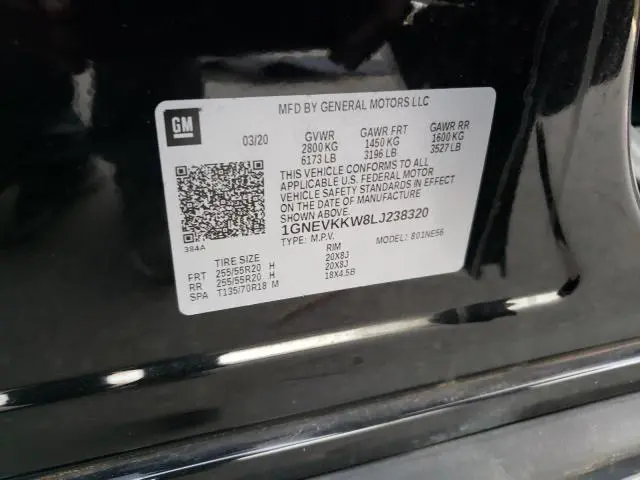 MFD BY GENERAL MOTORS LLC
GM
03/20 GVWR GAWR FRT GAWR RR
2800 KG 1450 KG 1600 KG
6173 LB 3196 LB 3527 LB
THIS VEHICLE CONFORMS TO ALL
APPLICABLE U.S. FEDERAL MOTOR
VEHICLE SAFETY STANDARDS IN EFFECT
ON THE DATE OF MANUFACTURE
SHOWN ABOVE.
1GNEVKKW8LJ238320
TYPE: M.P.V. MODEL: 801NE56
384A
TIRE SIZE RIM
FRT 255/55R20 H 20X8J
RR 255/55R20 H 20X8J
SPA T135/70R18 M 18X4.5B